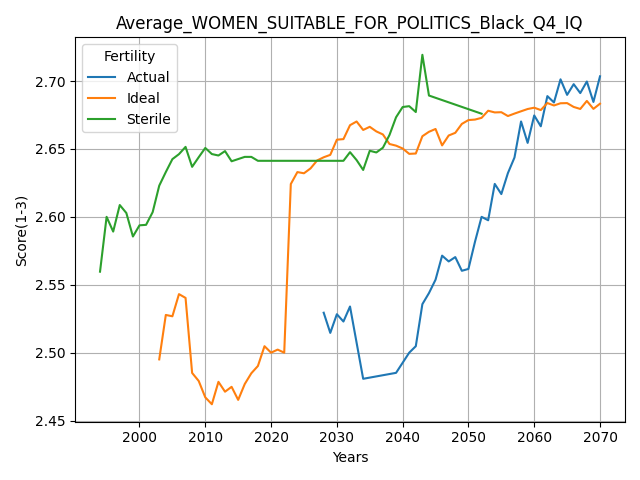 Average_WOMEN_SUITABLE_FOR_POLITICS_Black_Q4_IQ
Fertility
Actual
Ideal
Sterile
Score(1-3)
2.70
2.65
2.60
2.55
2.50
2.45
2000 2010 2020 2030 2040 2050 2060 2070
Years